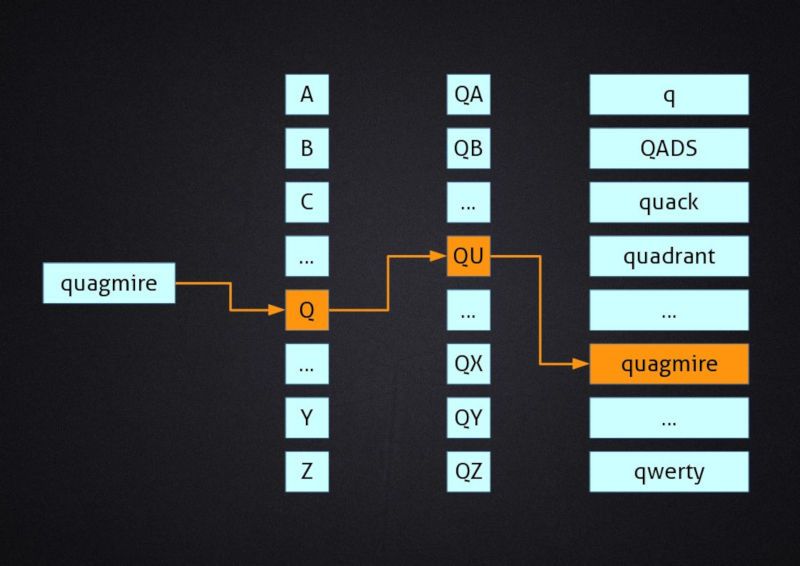 quagmire
A
B
C
...
Q
...
Y
Z
QA
QB
...
QU
...
QX
QY
QZ
q
QADS
quack
quadrant
...
quagmire
...
qwerty